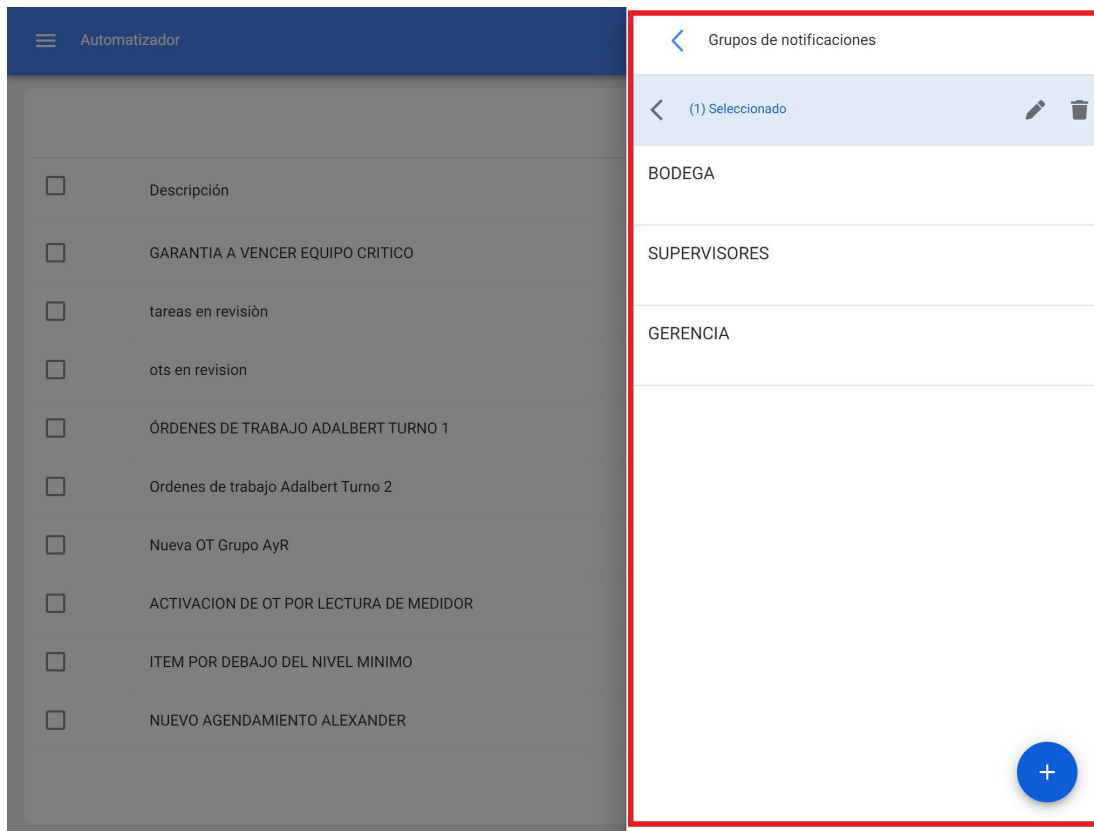 Automatizador
Descripción
GARANTIA A VENCER EQUIPO CRITICO
tareas en revisiòn
ots en revision
ÓRDENES DE TRABAJO ADALBERT TURNO 1
Ordenes de trabajo Adalbert Turno 2
Nueva OT Grupo AyR
ACTIVACION DE OT POR LECTURA DE MEDIDOR
ITEM POR DEBAJO DEL NIVEL MINIMO
NUEVO AGENDAMIENTO ALEXANDER
Grupos de notificaciones
(1) Seleccionado
BODEGA
SUPERVISORES
GERENCIA